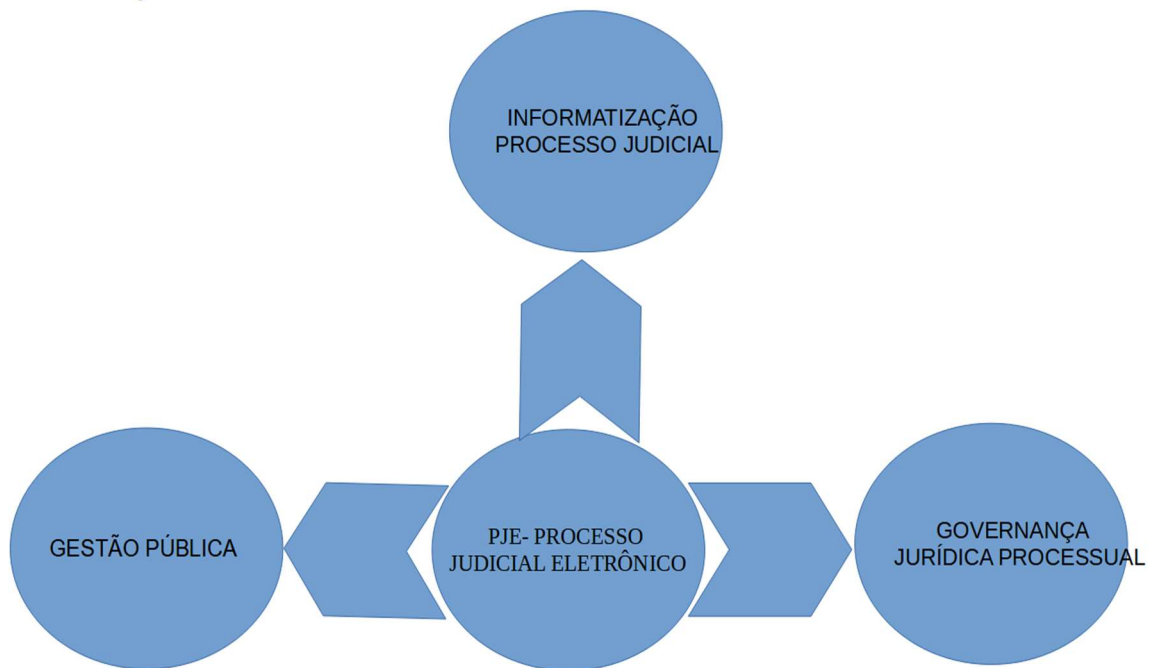 INFORMATIZAÇÃO
PROCESSO JUDICIAL
GESTÃO PÚBLICA
PJE- PROCESSO
JUDICIAL ELETRÔNICO
GOVERNANÇA
JURÍDICA PROCESSUAL